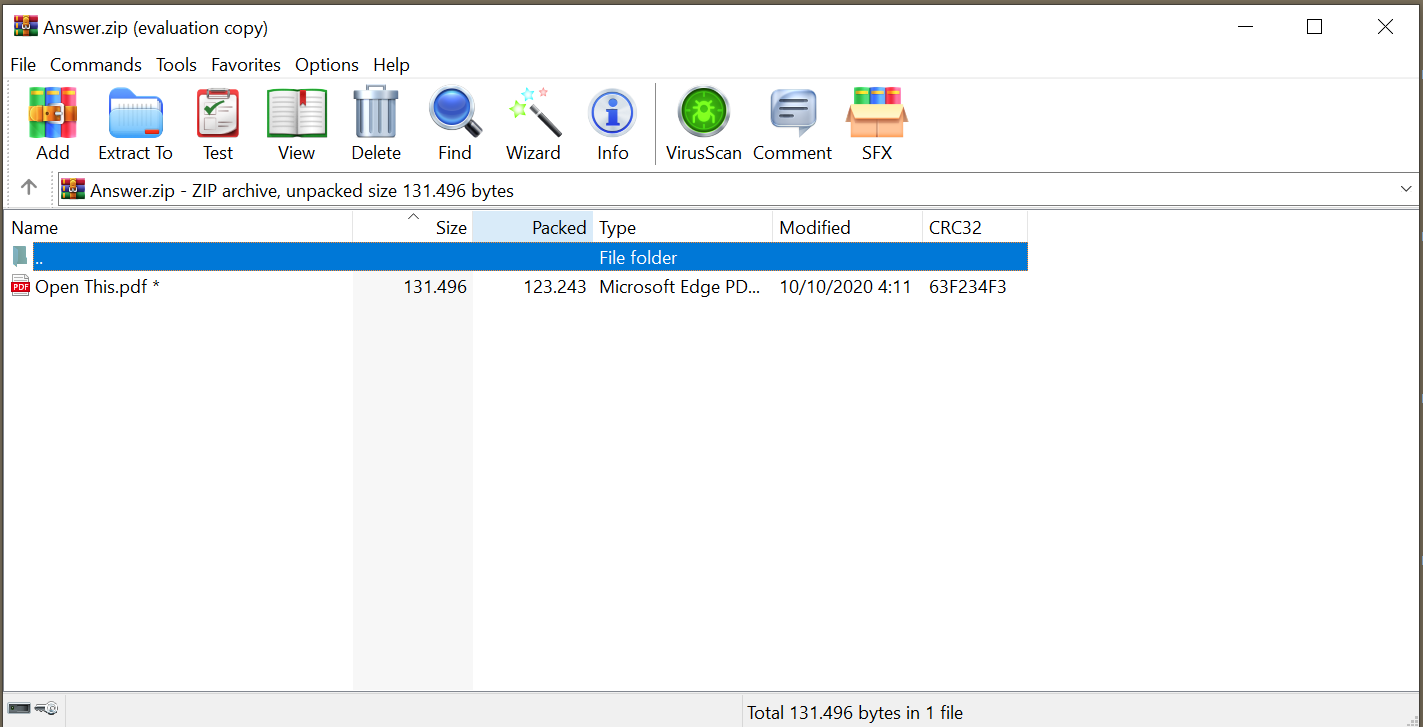 Answer.zip (evaluation copy)
File Commands Tools Favorites Options Help
Add Extract To Test View Delete Find Wizard Info VirusScan Comment SFX
Answer.zip - ZIP archive, unpacked size 131.496 bytes
Name Size Packed Type Modified CRC32
.. File folder
PDF Open This.pdf * 131.496 123.243 Microsoft Edge PD... 10/10/2020 4:11 63F234F3
Total 131.496 bytes in 1 file